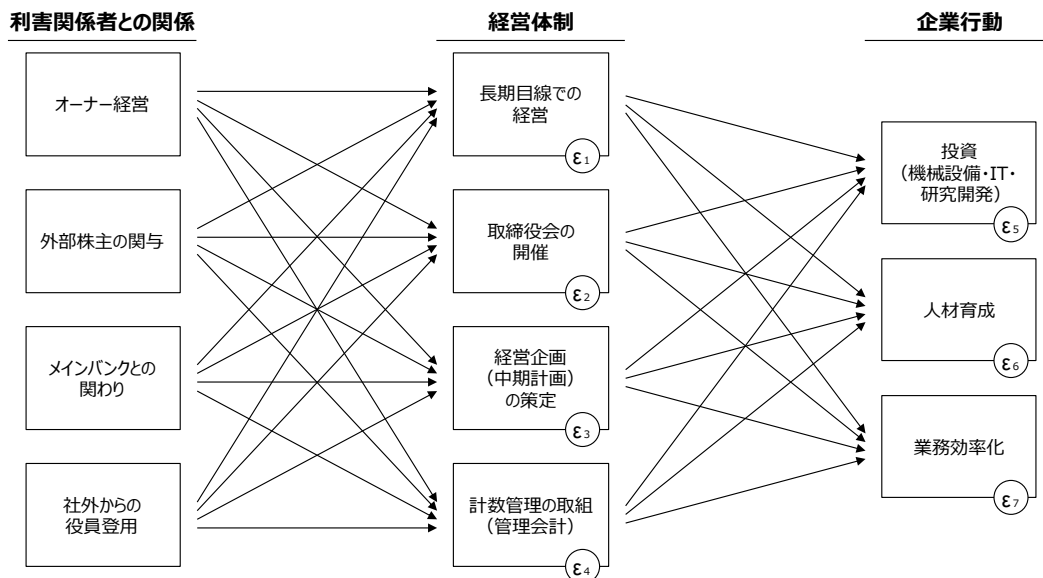 利害関係者との関係
経営体制
企業行動
オーナー経営
外部株主の関与
メインバンクとの
関わり
社外からの
役員登用
長期目線での
経営
ε1
取締役会の
開催
ε2
経営企画
(中期計画)
の策定
ε3
計数管理の取組
(管理会計)
ε4
投資
(機械設備・IT・
研究開発)
ε5
人材育成
ε6
業務効率化
ε7